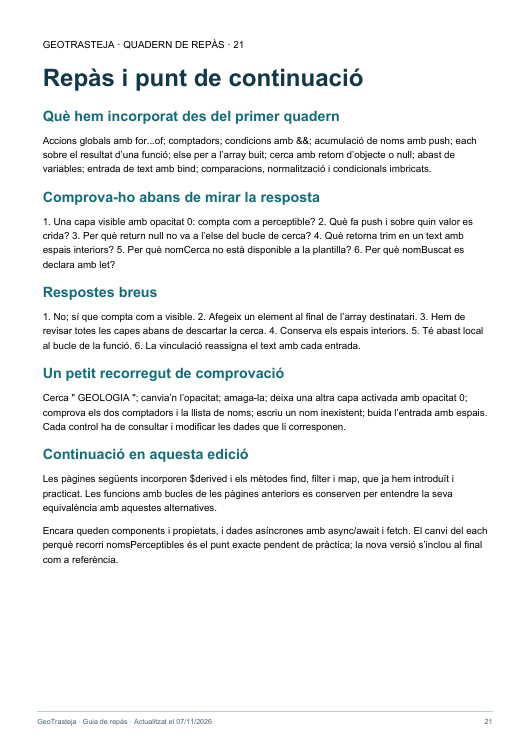 GEOTRASTEJA · QUADERN DE REPÀS · 21
Repàs i punt de continuació
Què hem incorporat des del primer quadern
Accions globals amb for...of; comptadors; condicions amb &&; acumulació de noms amb push; each
sobre el resultat d'una funció; else per a l'array buit; cerca amb retorn d'objecte o null; abast de
variables; entrada de text amb bind; comparacions, normalització i condicionals imbricats.
Comprova-ho abans de mirar la resposta
1. Una capa visible amb opacitat 0: compta com a perceptible? 2. Què fa push i sobre quin valor es
crida? 3. Per què return null no va a l'else del bucle de cerca? 4. Què retorna trim en un text amb
espais interiors? 5. Per què nomCerca no està disponible a la plantilla? 6. Per què nomBuscat es
declara amb let?
Respostes breus
1. No; sí que compta com a visible. 2. Afegeix un element al final de l'array destinatari. 3. Hem de
revisar totes les capes abans de descartar la cerca. 4. Conserva els espais interiors. 5. Té abast local
al bucle de la funció. 6. La vinculació reassigna el text amb cada entrada.
Un petit recorregut de comprovació
Cerca " GEOLOGIA "; canvia'n l'opacitat; amaga-la; deixa una altra capa activada amb opacitat 0;
comprova els dos comptadors i la llista de noms; escriu un nom inexistent; buida l'entrada amb espais.
Cada control ha de consultar i modificar les dades que li corresponen.
Continuació en aquesta edició
Les pàgines següents incorporen $derived i els mètodes find, filter i map, que ja hem introduït i
practicat. Les funcions amb bucles de les pàgines anteriors es conserven per entendre la seva
equivalència amb aquestes alternatives.
Encara queden components i propietats, i dades asíncrones amb async/await i fetch. El canvi del each
perquè recorri nomsPerceptibles és el punt exacte pendent de pràctica; la nova versió s'inclou al final
com a referència.
GeoTrasteja · Guia de repàs · Actualitzat el 07/11/2026
21